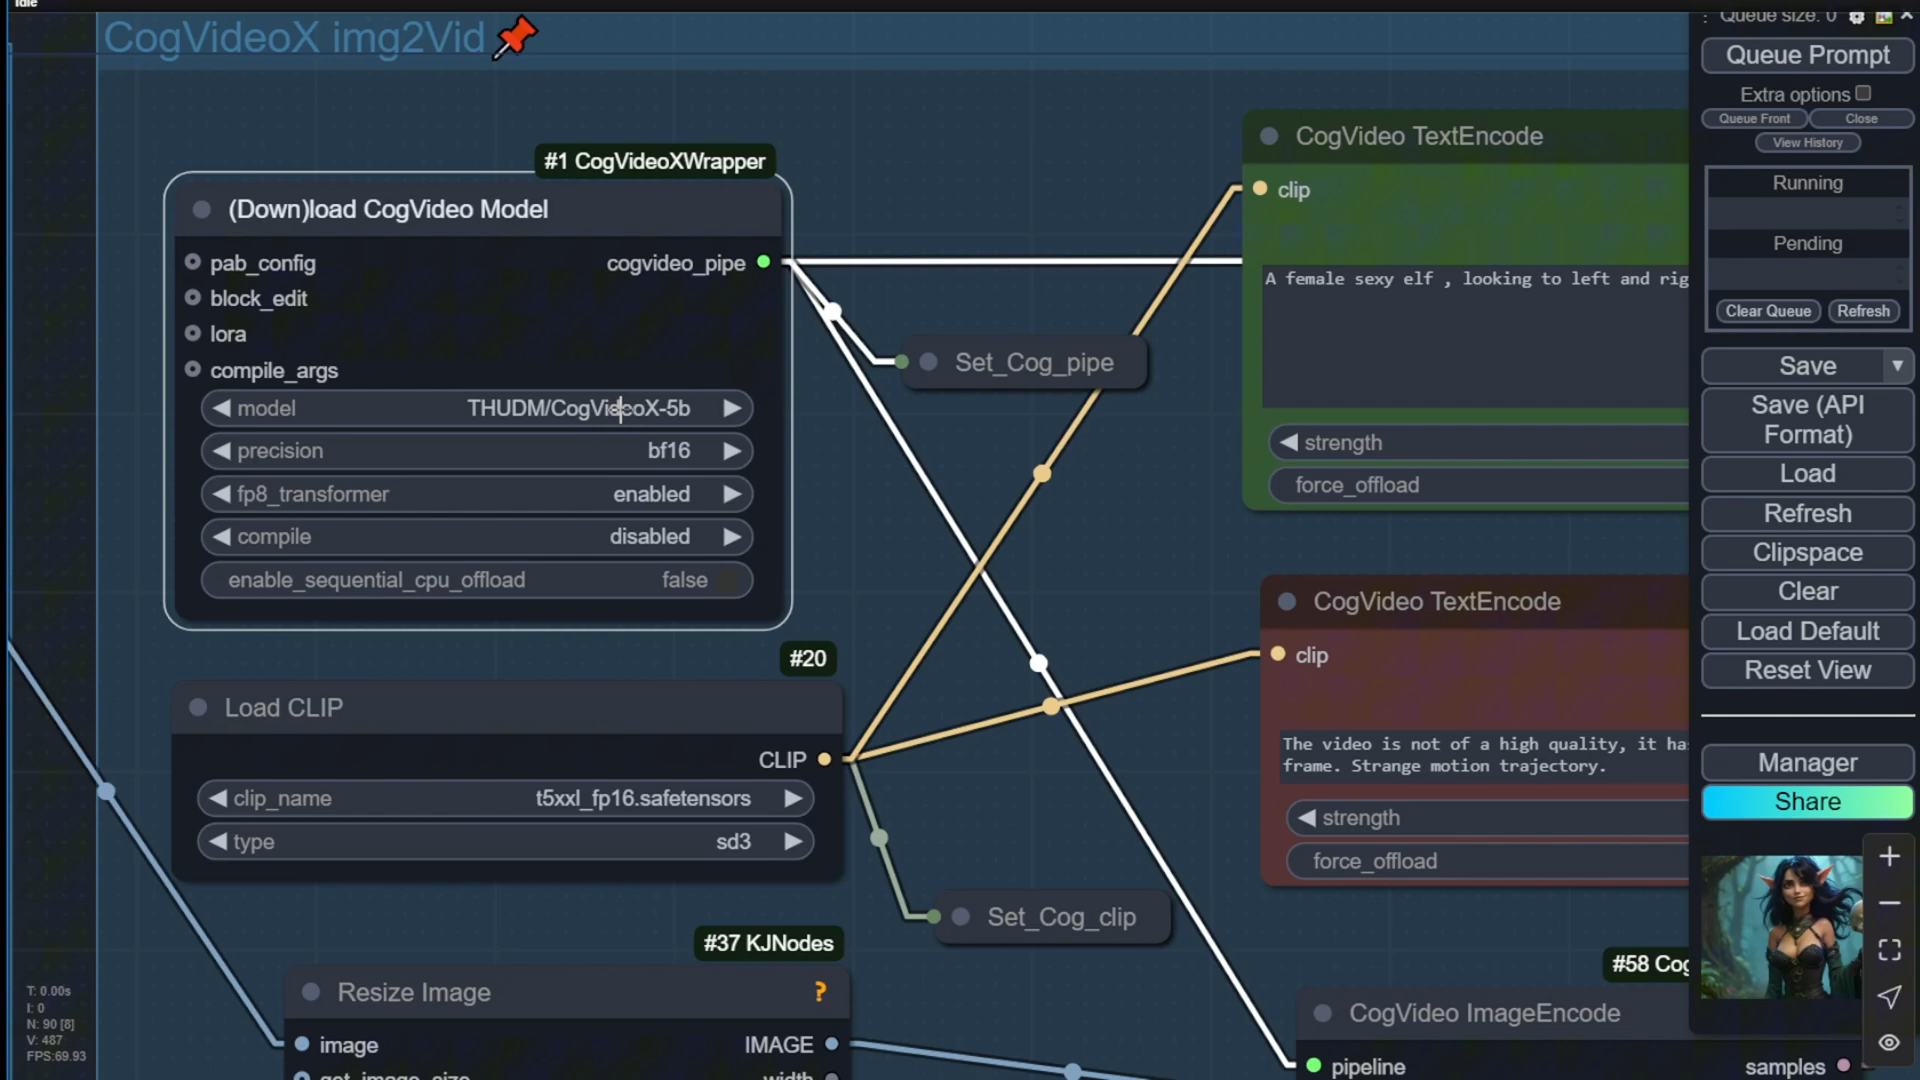 Idle
CogVideoX img2Vid
#1 CogVideoXWrapper
(Down)load CogVideo Model
pab_config
cogvideo_pipe
block_edit
lora
compile_args
model THUDM/CogVideoX-5b
precision bf16
fp8_transformer enabled
compile disabled
enable_sequential_cpu_offload false
#20
Load CLIP
CLIP
clip_name t5xxl_fp16.safetensors
type sd3
#37 KJNodes
Resize Image ?
image IMAGE
get_image_size width
Set_Cog_pipe
Set_Cog_clip
CogVideo TextEncode
clip
A female sexy elf , looking to left and rig
strength
force_offload
CogVideo TextEncode
clip
The video is not of a high quality, it ha
frame. Strange motion trajectory.
strength
force_offload
#58 Cog
CogVideo ImageEncode
pipeline samples
Queue size: 0
Queue Prompt
Extra options
Queue Front Close
View History
Running
Pending
Clear Queue Refresh
Save
Save (API
Format)
Load
Refresh
Clipspace
Clear
Load Default
Reset View
Manager
Share
T: 0.00s
I: 0
N: 90 [8]
V: 487
FPS:69.93